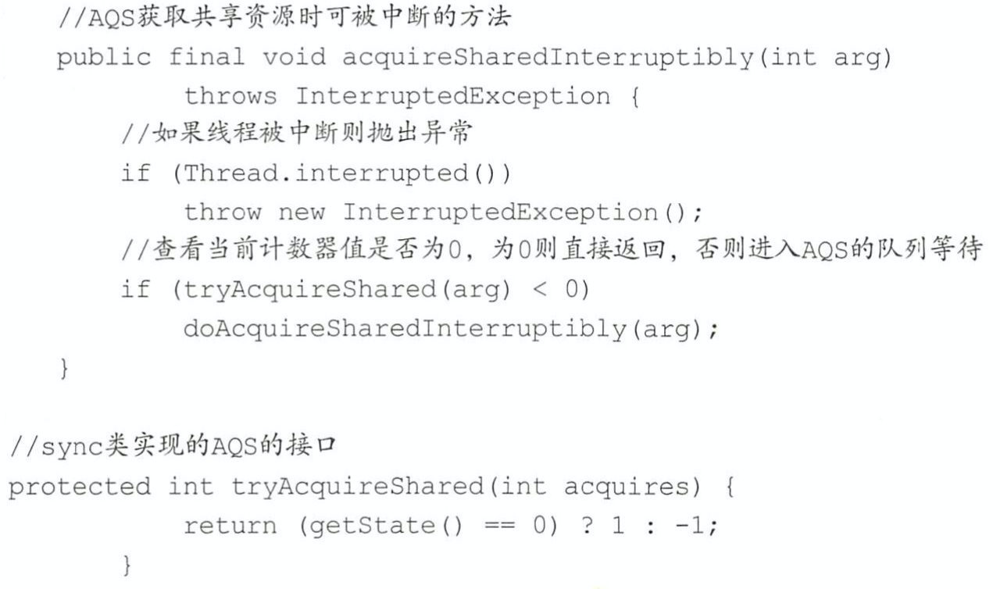 //AQS获取共享资源时可被中断的方法
public final void acquireSharedInterruptibly(int arg)
throws InterruptedException {
//如果线程被中断则抛出异常
if (Thread.interrupted())
throw new InterruptedException();
//查看当前计数器值是否为0，为0则直接返回，否则进入AQS的队列等待
if (tryAcquireShared(arg) < 0)
doAcquireSharedInterruptibly(arg);
}
//sync类实现的AQS的接口
protected int tryAcquireShared(int acquires) {
return (getState() == 0) ? 1 : -1;
}